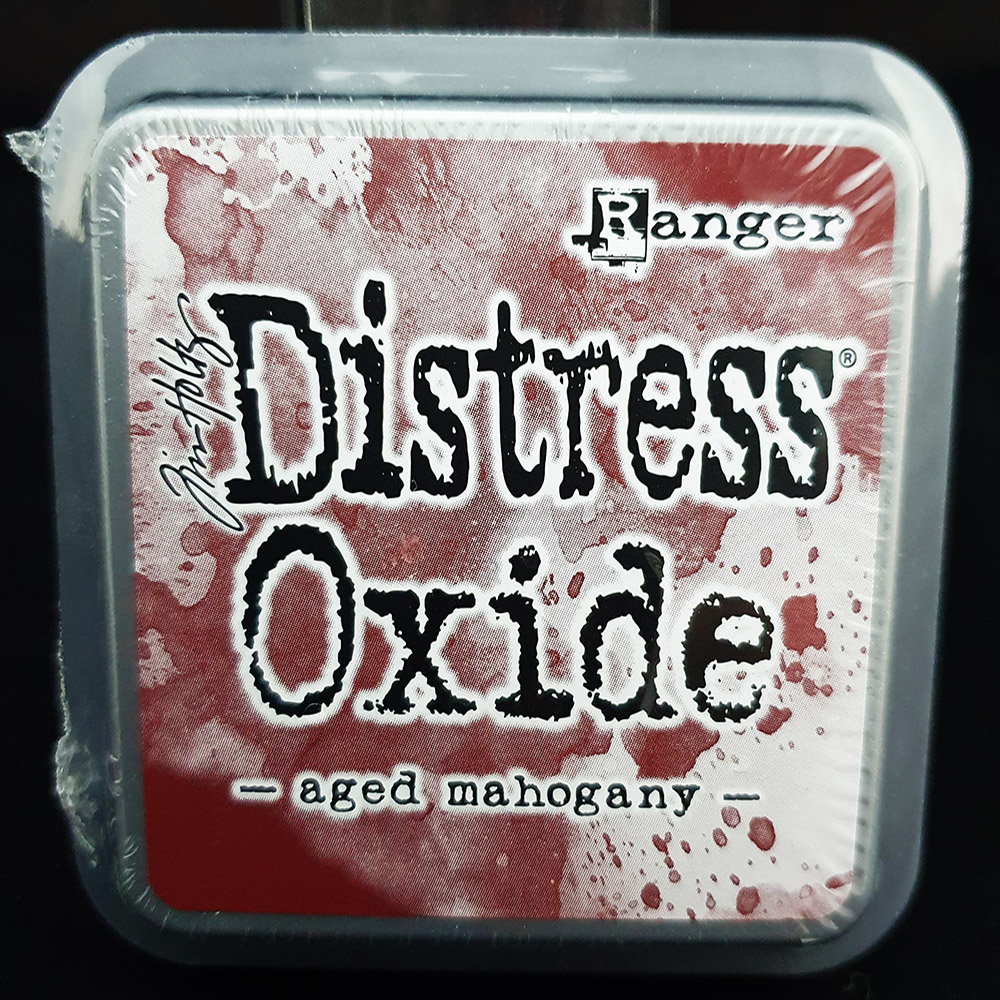 Ranger
Tim Holtz
Distress®
Oxide
— aged mahogany —